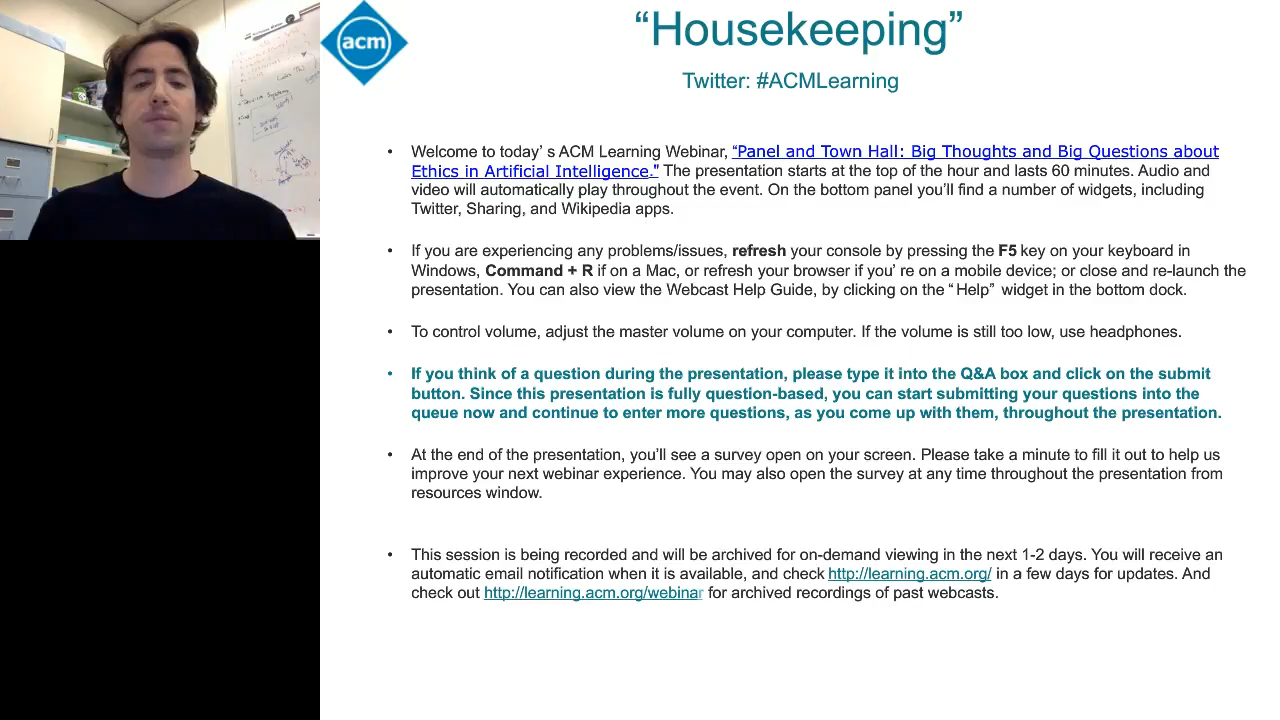 acm
“Housekeeping”
Twitter: #ACMLearning
• Welcome to today’ s ACM Learning Webinar, “Panel and Town Hall: Big Thoughts and Big Questions about
Ethics in Artificial Intelligence.” The presentation starts at the top of the hour and lasts 60 minutes. Audio and
video will automatically play throughout the event. On the bottom panel you’ll find a number of widgets, including
Twitter, Sharing, and Wikipedia apps.
• If you are experiencing any problems/issues, refresh your console by pressing the F5 key on your keyboard in
Windows, Command + R if on a Mac, or refresh your browser if you’ re on a mobile device; or close and re-launch the
presentation. You can also view the Webcast Help Guide, by clicking on the “ Help” widget in the bottom dock.
• To control volume, adjust the master volume on your computer. If the volume is still too low, use headphones.
• If you think of a question during the presentation, please type it into the Q&A box and click on the submit
button. Since this presentation is fully question-based, you can start submitting your questions into the
queue now and continue to enter more questions, as you come up with them, throughout the presentation.
• At the end of the presentation, you’ll see a survey open on your screen. Please take a minute to fill it out to help us
improve your next webinar experience. You may also open the survey at any time throughout the presentation from
resources window.
• This session is being recorded and will be archived for on-demand viewing in the next 1-2 days. You will receive an
automatic email notification when it is available, and check http://learning.acm.org/ in a few days for updates. And
check out http://learning.acm.org/webinar for archived recordings of past webcasts.